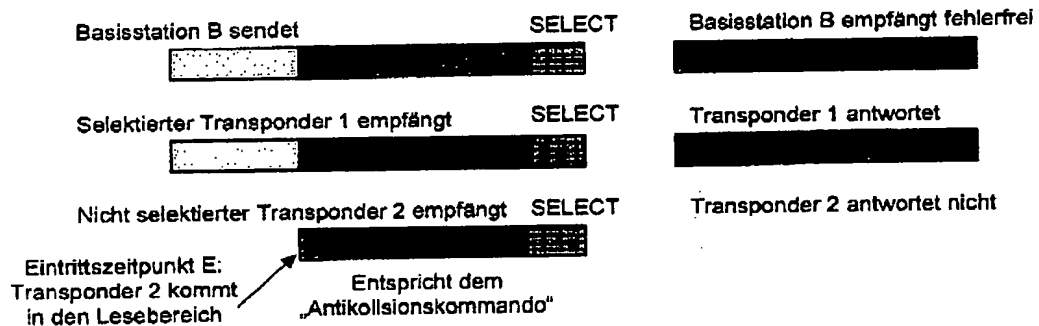 Basisstation B sendet SELECT Basisstation B empfängt fehlerfrei
Selektierter Transponder 1 empfängt SELECT Transponder 1 antwortet
Nicht selektierter Transponder 2 empfängt SELECT Transponder 2 antwortet nicht
Eintrittszeitpunkt E:
Transponder 2 kommt
in den Lesebereich
Entspricht dem
„Antikollsionskommando“